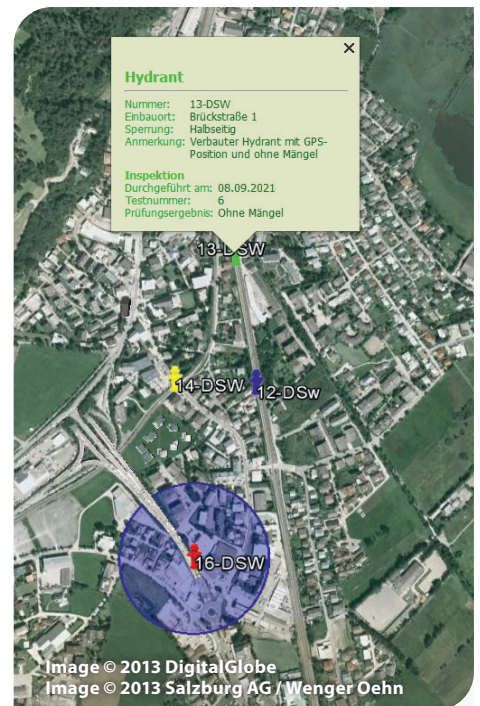 Hydrant
Nummer: 13-DSW
Einbauort: Brückstraße 1
Sperrung: Halbseitig
Anmerkung: Verbauter Hydrant mit GPS-
Position und ohne Mängel
Inspektion
Durchgeführt am: 08.09.2021
Testnummer: 6
Prüfungsergebnis: Ohne Mängel
13-DSW
14-DSW
12-DSw
16-DSW
Image © 2013 DigitalGlobe
Image © 2013 Salzburg AG / Wenger Oehn